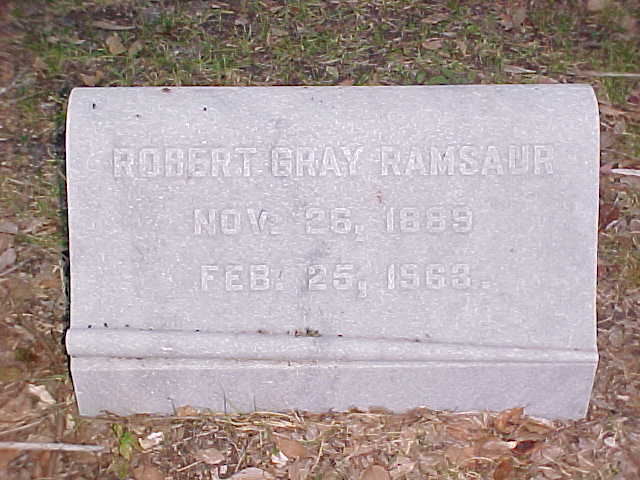 ROBERT GRAY RAMSAUR
NOV. 26, 1889
FEB. 25, 1963.